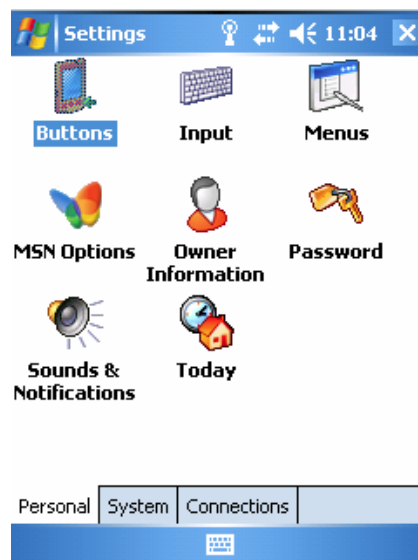 Settings 11:04
Buttons Input Menus
MSN Options Owner Information Password
Sounds & Notifications Today
Personal System Connections